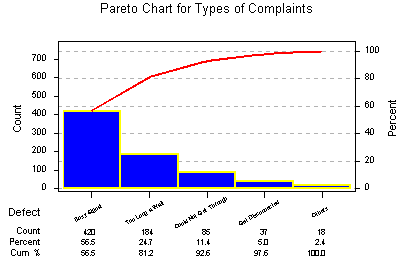 Pareto Chart for Types of Complaints
700
600
500
400
300
200
100
0
Count
100
80
60
40
20
0
Percent
Defect
Busy Signal
Too Long a Wait
Could Not Get Through
Got Disconnected
Others
Count 420 184 85 37 18
Percent 56.5 24.7 11.4 5.0 2.4
Cum % 56.5 81.2 92.6 97.6 100.0